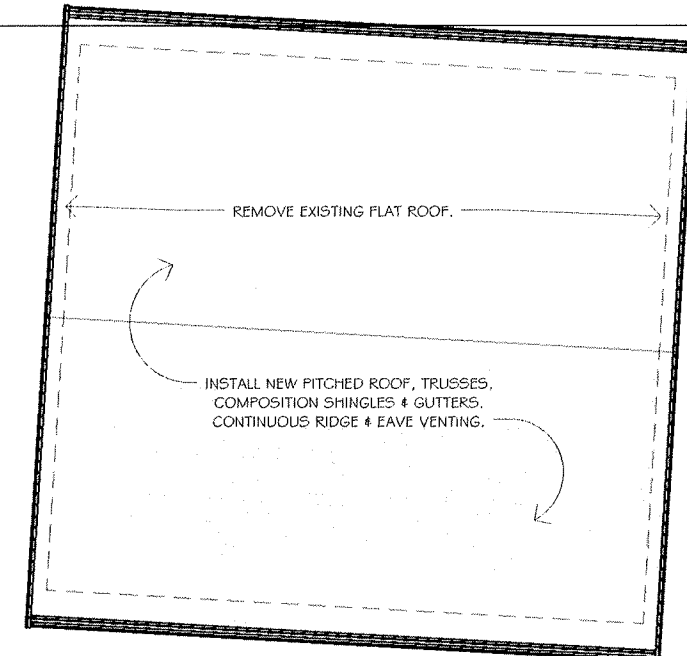 REMOVE EXISTING FLAT ROOF.
INSTALL NEW PITCHED ROOF, TRUSSES,
COMPOSITION SHINGLES & GUTTERS.
CONTINUOUS RIDGE & EAVE VENTING.